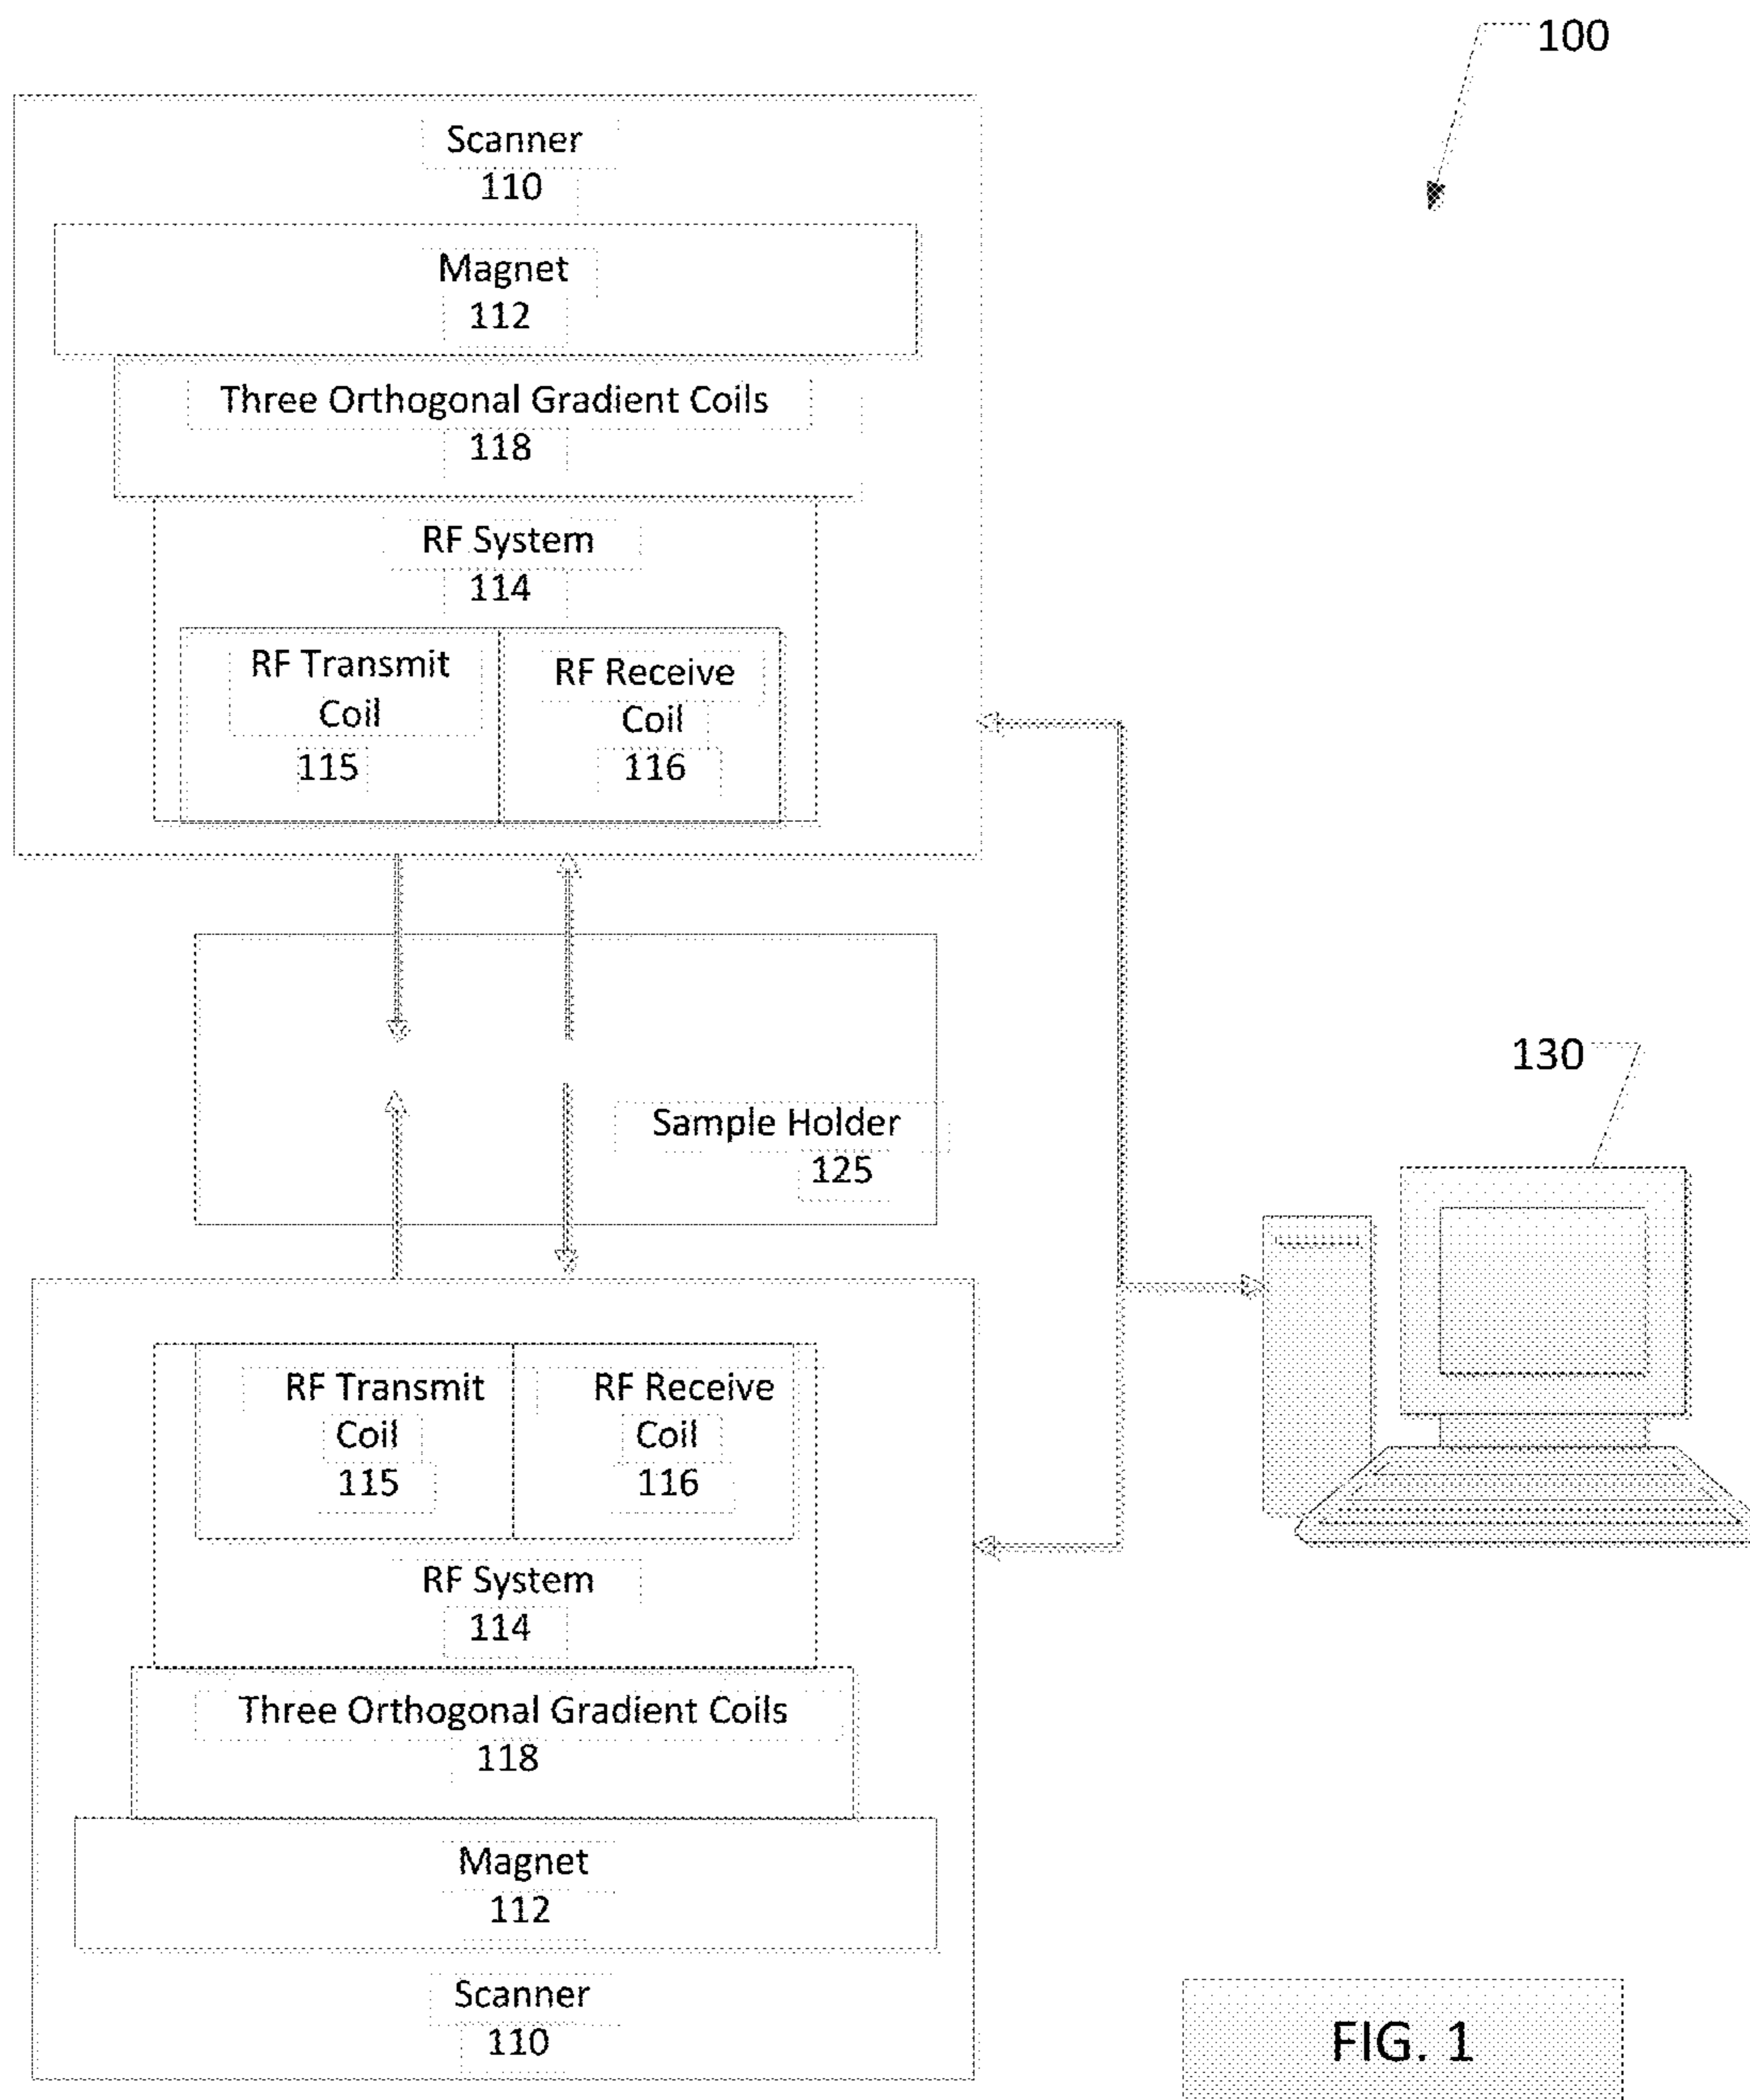 100
Scanner
110
Magnet
112
Three Orthogonal Gradient Coils
118
RF System
114
RF Transmit
Coil
115
RF Receive
Coil
116
Sample Holder
125
130
RF Transmit
Coil
115
RF Receive
Coil
116
RF System
114
Three Orthogonal Gradient Coils
118
Magnet
112
Scanner
110
FIG. 1